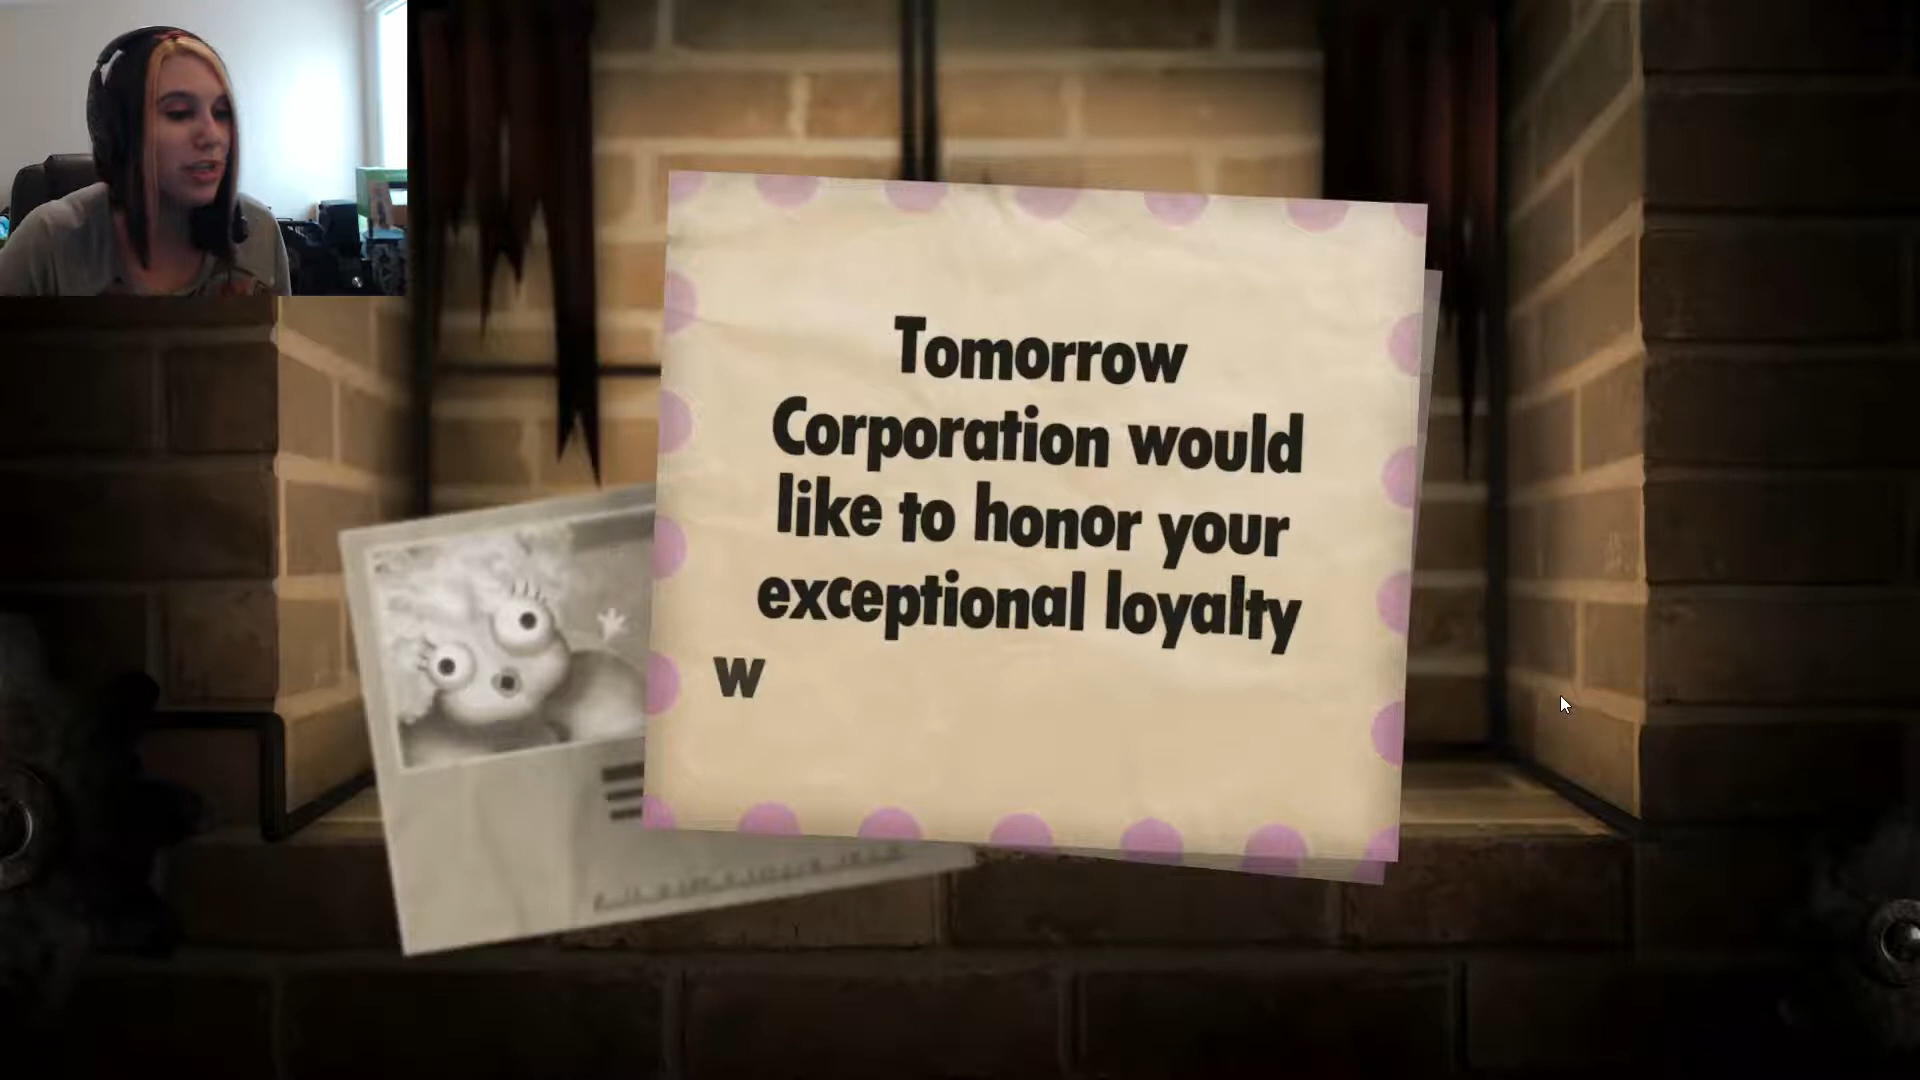 Tomorrow
Corporation would
like to honor your
exceptional loyalty
w